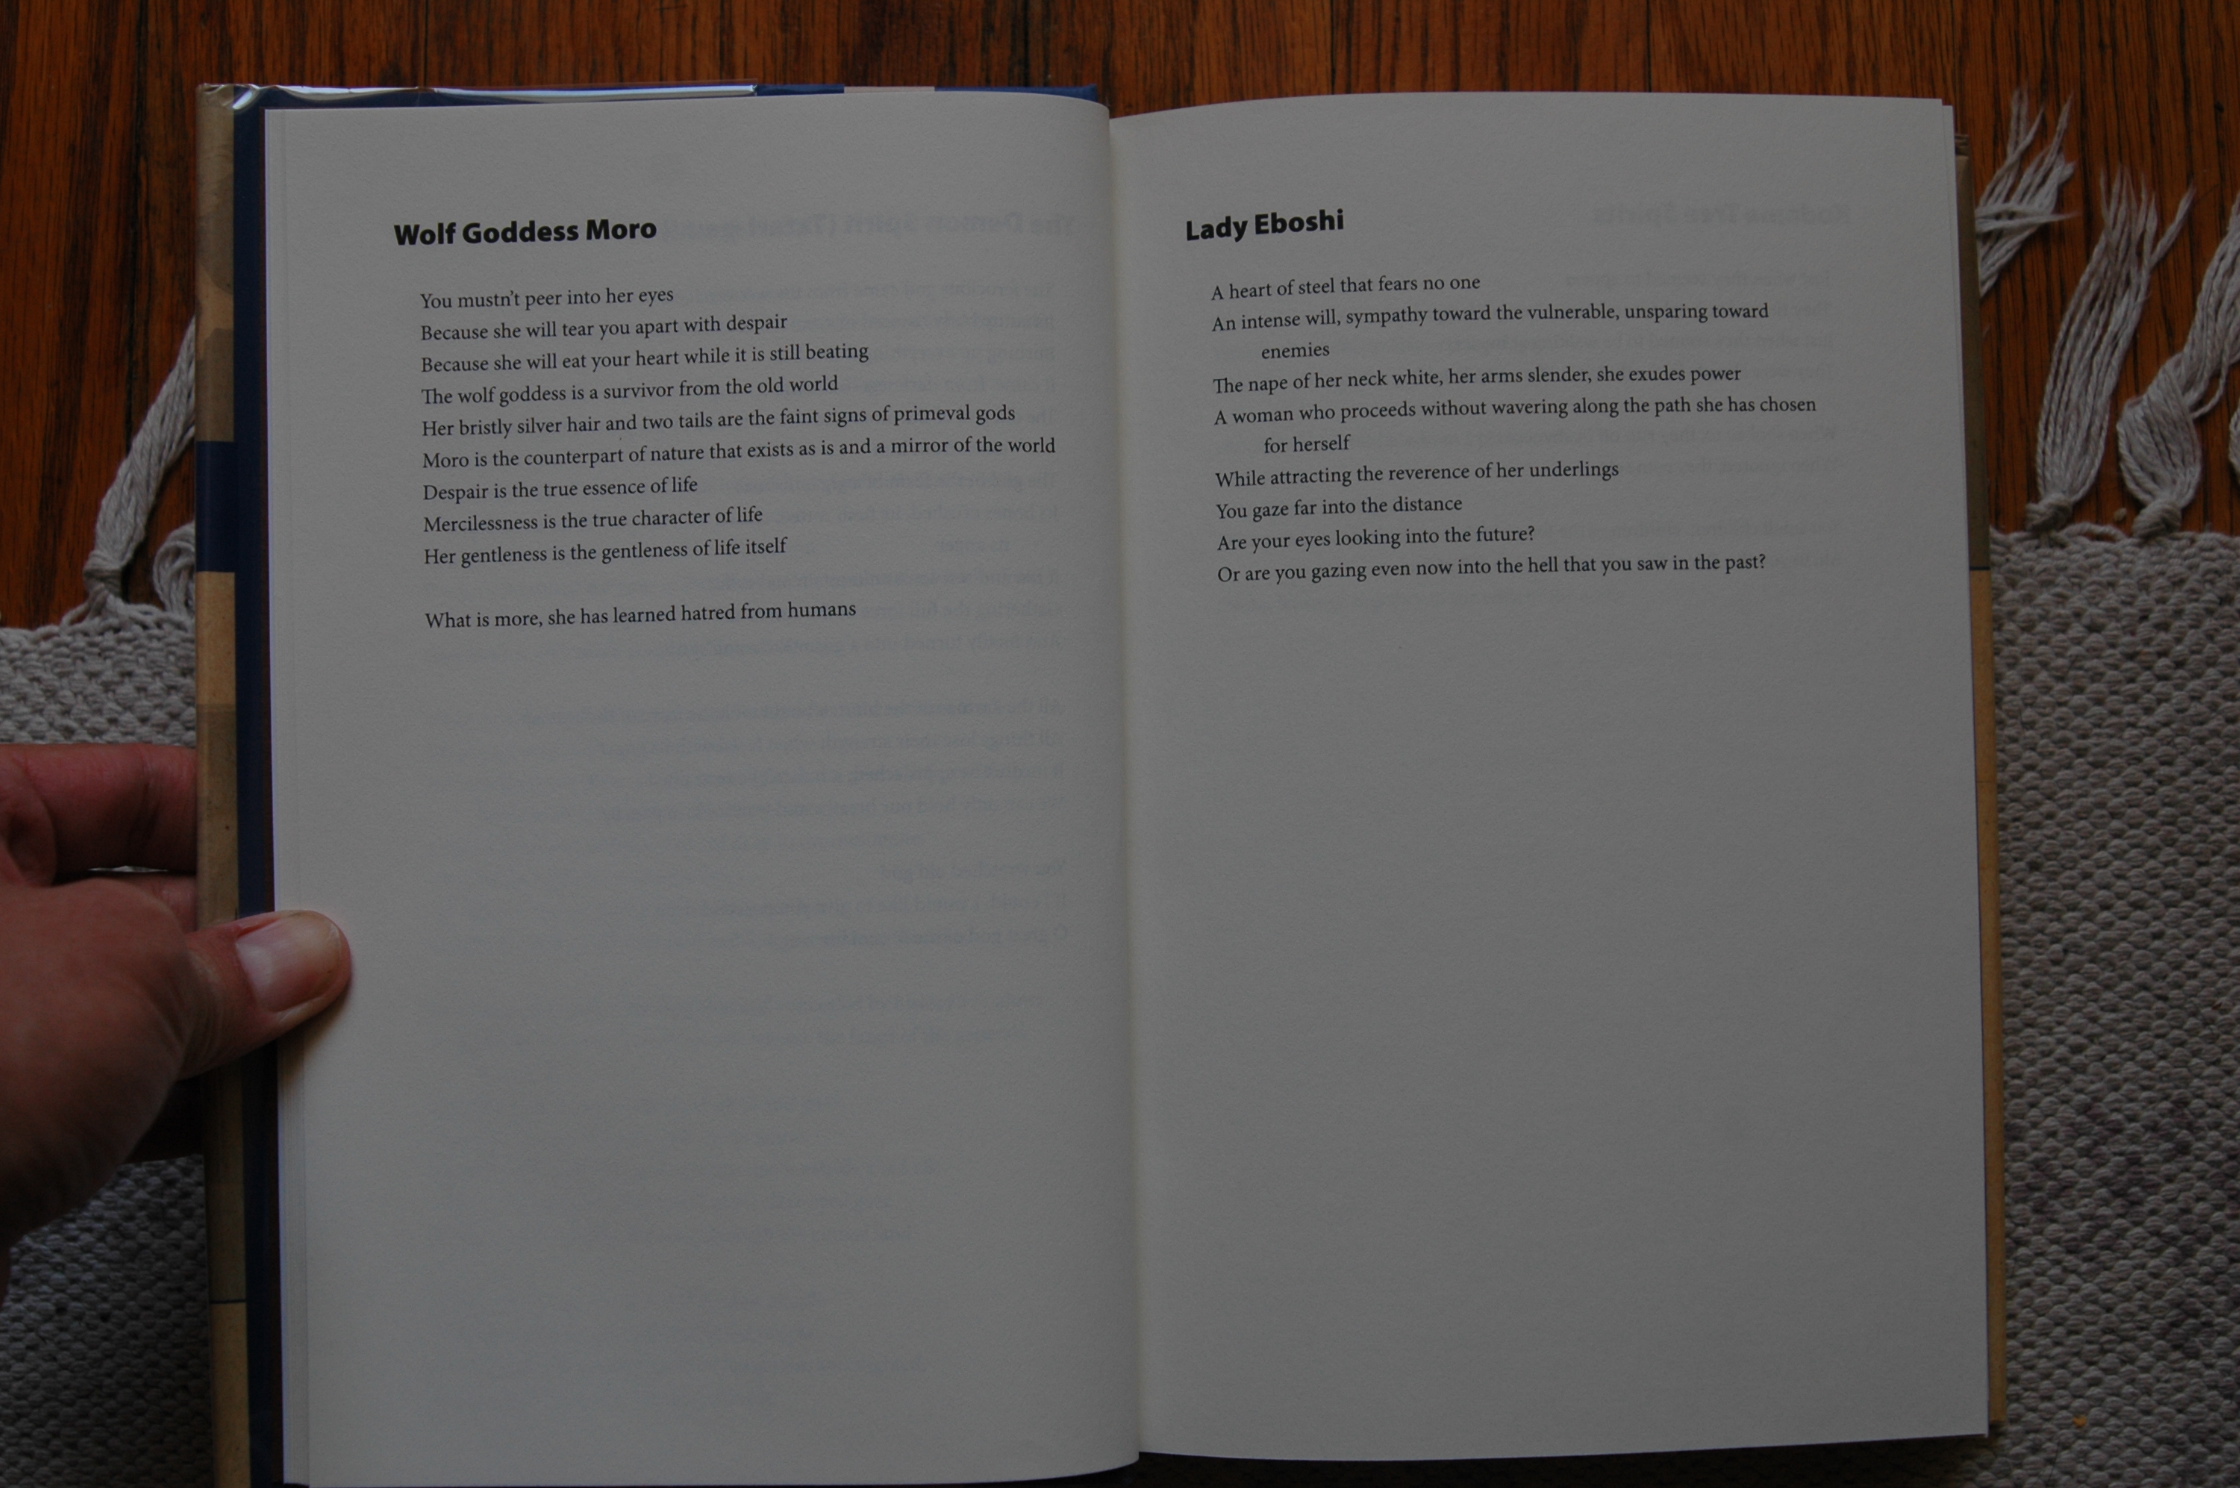 Wolf Goddess Moro
You mustn't peer into her eyes
Because she will tear you apart with despair
Because she will eat your heart while it is still beating
The wolf goddess is a survivor from the old world
Her bristly silver hair and two tails are the faint signs of primeval gods
Moro is the counterpart of nature that exists as is and a mirror of the world
Despair is the true essence of life
Mercilessness is the true character of life
Her gentleness is the gentleness of life itself
What is more, she has learned hatred from humans
Lady Eboshi
A heart of steel that fears no one
An intense will, sympathy toward the vulnerable, unsparing toward
enemies
The nape of her neck white, her arms slender, she exudes power
A woman who proceeds without wavering along the path she has chosen
for herself
While attracting the reverence of her underlings
You gaze far into the distance
Are your eyes looking into the future?
Or are you gazing even now into the hell that you saw in the past?